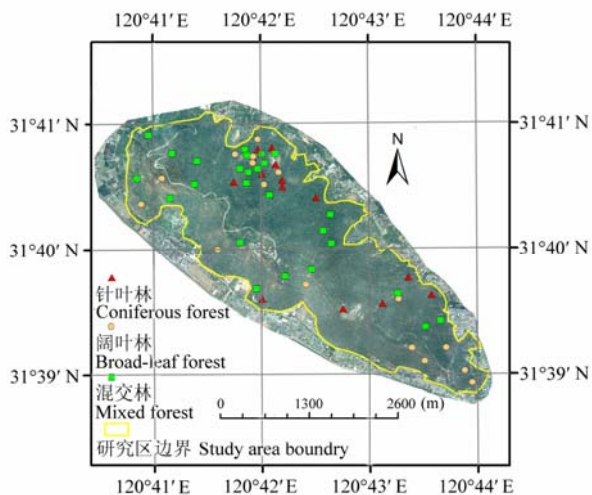 120°41′ E 120°42′ E 120°43′ E 120°44′ E
31°41′ N 31°41′ N
N
31°40′ N 31°40′ N
针叶林
Coniferous forest
阔叶林
Broad-leaf forest
31°39′ N 31°39′ N
混交林
Mixed forest
0 1300 2600 (m)
研究区边界 Study area boundry
120°41′ E 120°42′ E 120°43′ E 120°44′ E